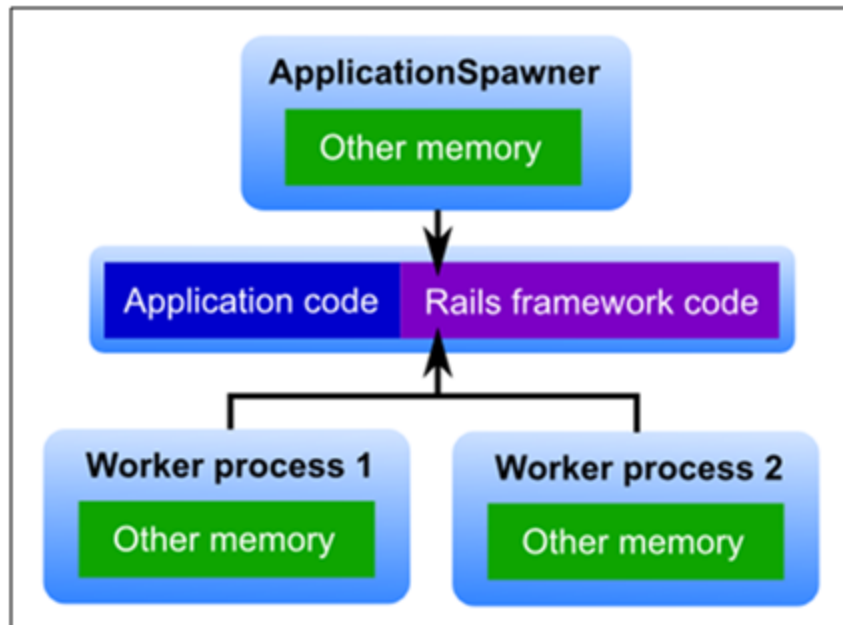 ApplicationSpawner
Other memory
Application code
Rails framework code
Worker process 1
Other memory
Worker process 2
Other memory